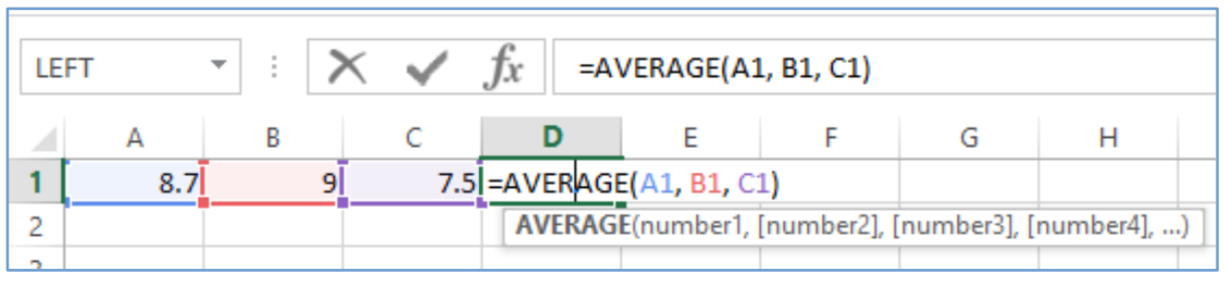 LEFT fx =AVERAGE(A1, B1, C1)
A B C D E F G H
1 8.7 9 7.5 =AVERAGE(A1, B1, C1)
2 AVERAGE(number1, [number2], [number3], [number4], ...)